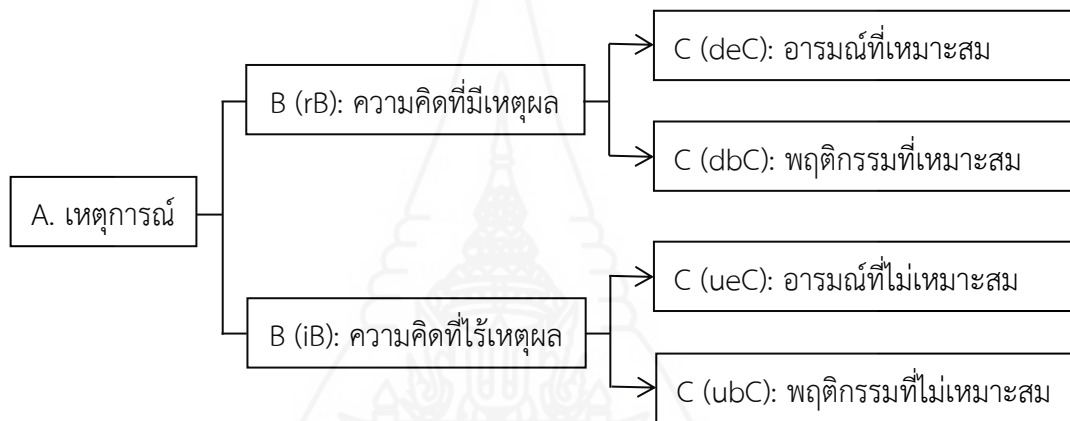 C (deC): อารมณ์ที่เหมาะสม
B (rB): ความคิดที่มีเหตุผล
C (dbC): พฤติกรรมที่เหมาะสม
A. เหตุการณ์
C (ueC): อารมณ์ที่ไม่เหมาะสม
B (iB): ความคิดที่ไร้เหตุผล
C (ubC): พฤติกรรมที่ไม่เหมาะสม